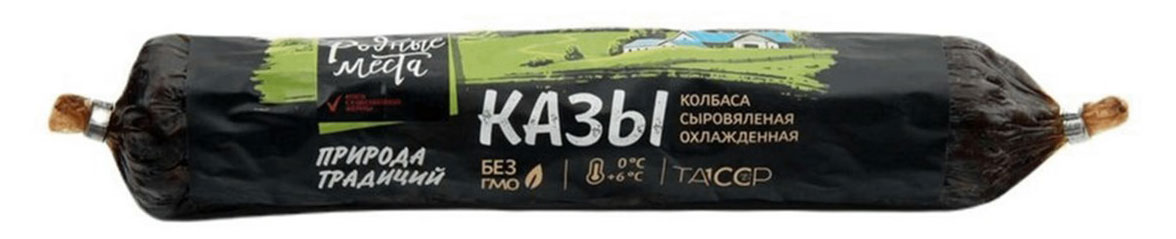 Родные
места
ПРИРОДА
ТРАДИЦИЙ
КАЗЫ
КОЛБАСА
СЫРОВЯЛЕНАЯ
ОХЛАЖДЕННАЯ
БЕЗ
ГМО
0°C
+6°C
ТАССР